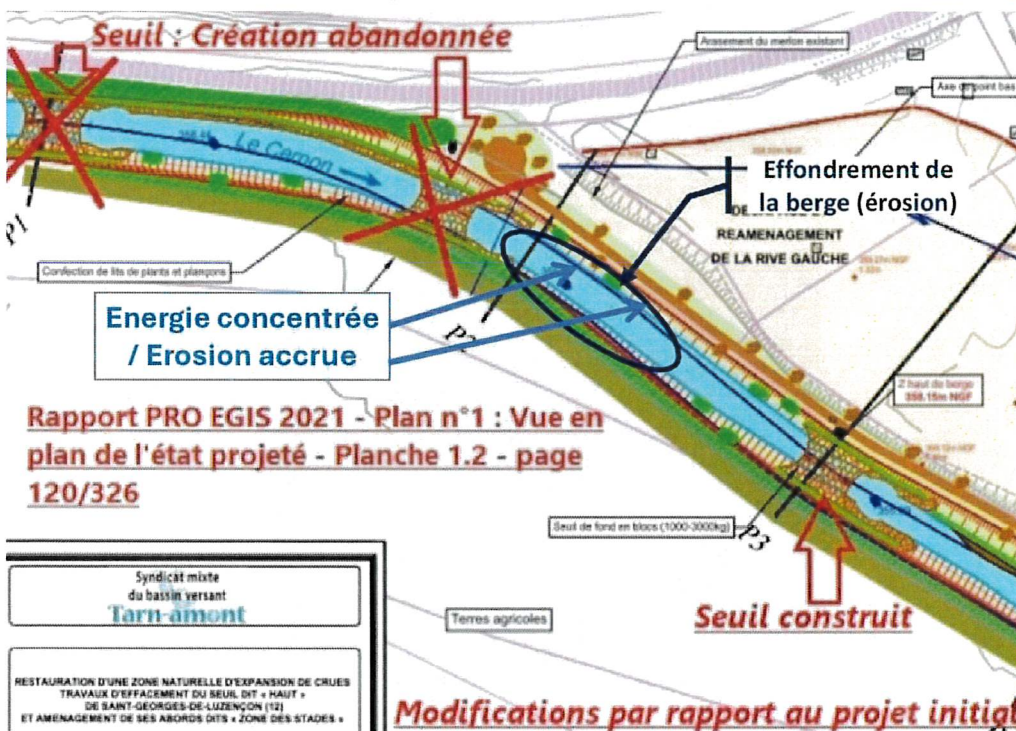 Seuil : Création abandonnée
Arasement du merlon existant
Axe
point bas
Le Cernon
P1
Effondrement de
la berge (érosion)
REAMENAGEMENT
DE LA RIVE GAUCHE
Confection de lits de plants et plançons
Energie concentrée
/ Erosion accrue
P2
Z haut de berge
358.15m NGF
Rapport PRO EGIS 2021 - Plan n°1 : Vue en
plan de l'état projeté - Planche 1.2 - page
120/326
Seuil de fond en blocs (1000-3000kg)
P3
Syndicat mixte
du bassin versant
Tarn-amont
Terres agricoles
Seuil construit
RESTAURATION D'UNE ZONE NATURELLE D'EXPANSION DE CRUES
TRAVAUX D'EFFACEMENT DU SEUIL DIT « HAUT »
DE SAINT-GEORGES-DE-LUZENÇON (12)
ET AMENAGEMENT DE SES ABORDS DITS « ZONE DES STADES »
Modifications par rapport au projet initial